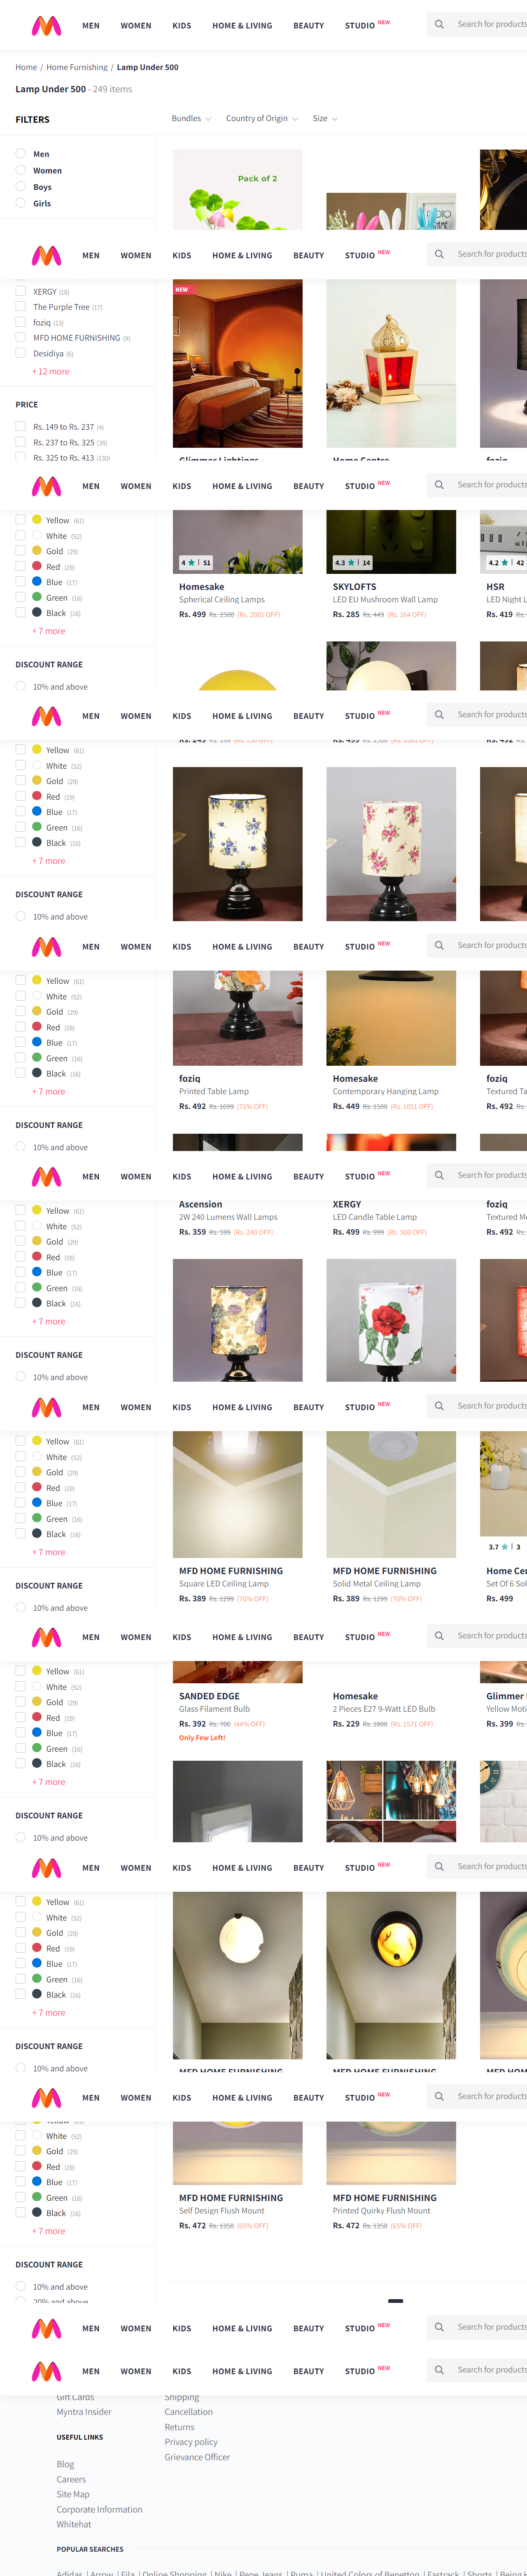 MEN WOMEN KIDS HOME & LIVING BEAUTY STUDIO NEW Search for products
Home / Home Furnishing / Lamp Under 500
Lamp Under 500 - 249 items
FILTERS
Bundles Country of Origin Size
Men
Women
Boys
Girls
Pack of 2
MEN WOMEN KIDS HOME & LIVING BEAUTY STUDIO NEW Search for products
NEW
XERGY (18)
The Purple Tree (17)
foziq (13)
MFD HOME FURNISHING (9)
Desidiya (6)
+ 12 more
PRICE
Rs. 149 to Rs. 237 (4)
Rs. 237 to Rs. 325 (39)
Rs. 325 to Rs. 413 (130)
Glimmer Lightings Home Centre foziq
MEN WOMEN KIDS HOME & LIVING BEAUTY STUDIO NEW Search for products
Yellow (61)
White (52)
Gold (29)
Red (19)
Blue (17)
Green (16)
Black (16)
+ 7 more
DISCOUNT RANGE
10% and above
4 | 51 4.3 | 14 4.2 | 42
Homesake SKYLOFTS HSR
Spherical Ceiling Lamps LED EU Mushroom Wall Lamp LED Night L
Rs. 499 Rs. 2500 (Rs. 2001 OFF) Rs. 285 Rs. 449 (Rs. 164 OFF) Rs. 419 Rs.
MEN WOMEN KIDS HOME & LIVING BEAUTY STUDIO NEW Search for products
Yellow (61)
White (52)
Gold (29)
Red (19)
Blue (17)
Green (16)
Black (16)
+ 7 more
DISCOUNT RANGE
10% and above
MEN WOMEN KIDS HOME & LIVING BEAUTY STUDIO NEW Search for products
Yellow (61)
White (52)
Gold (29)
Red (19)
Blue (17)
Green (16)
Black (16)
+ 7 more
DISCOUNT RANGE
10% and above
foziq Homesake foziq
Printed Table Lamp Contemporary Hanging Lamp Textured Ta
Rs. 492 Rs. 1699 (71% OFF) Rs. 449 Rs. 1500 (Rs. 1051 OFF) Rs. 492 Rs.
MEN WOMEN KIDS HOME & LIVING BEAUTY STUDIO NEW Search for products
Yellow (61)
White (52)
Gold (29)
Red (19)
Blue (17)
Green (16)
Black (16)
+ 7 more
DISCOUNT RANGE
10% and above
Ascension XERGY foziq
2W 240 Lumens Wall Lamps LED Candle Table Lamp Textured Me
Rs. 359 Rs. 599 (Rs. 240 OFF) Rs. 499 Rs. 999 (Rs. 500 OFF) Rs. 492 Rs.
MEN WOMEN KIDS HOME & LIVING BEAUTY STUDIO NEW Search for products
Yellow (61)
White (52)
Gold (29)
Red (19)
Blue (17)
Green (16)
Black (16)
+ 7 more
DISCOUNT RANGE
10% and above
3.7 | 3
MFD HOME FURNISHING MFD HOME FURNISHING Home Cen
Square LED Ceiling Lamp Solid Metal Ceiling Lamp Set Of 6 Sol
Rs. 389 Rs. 1299 (70% OFF) Rs. 389 Rs. 1299 (70% OFF) Rs. 499
MEN WOMEN KIDS HOME & LIVING BEAUTY STUDIO NEW Search for products
Yellow (61)
White (52)
Gold (29)
Red (19)
Blue (17)
Green (16)
Black (16)
+ 7 more
DISCOUNT RANGE
10% and above
SANDED EDGE Homesake Glimmer
Glass Filament Bulb 2 Pieces E27 9-Watt LED Bulb Yellow Moti
Rs. 392 Rs. 700 (44% OFF) Rs. 229 Rs. 1800 (Rs. 1571 OFF) Rs. 399 Rs.
Only Few Left!
MEN WOMEN KIDS HOME & LIVING BEAUTY STUDIO NEW Search for products
Yellow (61)
White (52)
Gold (29)
Red (19)
Blue (17)
Green (16)
Black (16)
+ 7 more
DISCOUNT RANGE
10% and above
MFD HOME FURNISHING MFD HOME FURNISHING MFD HOM
MEN WOMEN KIDS HOME & LIVING BEAUTY STUDIO NEW Search for products
Yellow (61)
White (52)
Gold (29)
Red (19)
Blue (17)
Green (16)
Black (16)
+ 7 more
DISCOUNT RANGE
10% and above
20% and above
MFD HOME FURNISHING MFD HOME FURNISHING
Self Design Flush Mount Printed Quirky Flush Mount
Rs. 472 Rs. 1350 (65% OFF) Rs. 472 Rs. 1350 (65% OFF)
MEN WOMEN KIDS HOME & LIVING BEAUTY STUDIO NEW Search for products
MEN WOMEN KIDS HOME & LIVING BEAUTY STUDIO NEW Search for products
Gift Cards Shipping
Myntra Insider Cancellation
Returns
USEFUL LINKS
Privacy policy
Grievance Officer
Blog
Careers
Site Map
Corporate Information
Whitehat
POPULAR SEARCHES
Adidas | Arrow | Fila | Online Shopping | Nike | Pepe Jeans | Puma | United Colors of Benetton | Fastrack | Shorts | Being H